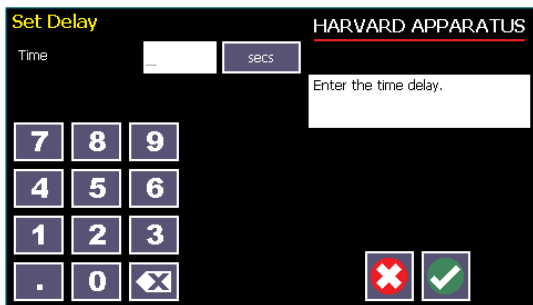 Set Delay
HARVARD APPARATUS
Time
_
secs
Enter the time delay.
7 8 9
4 5 6
1 2 3
. 0